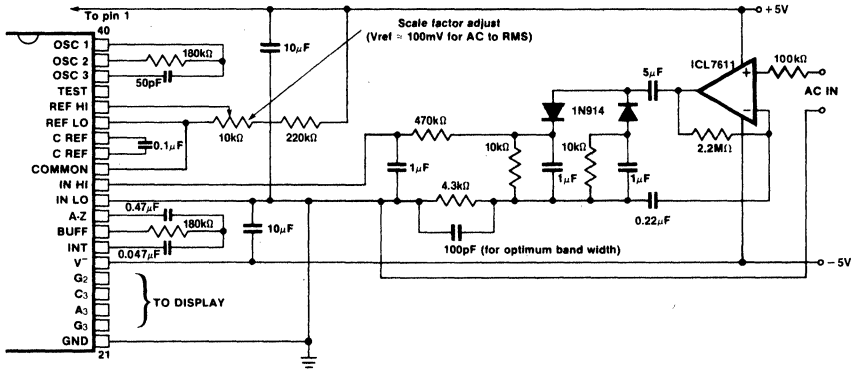 To pin 1
+5V
40
OSC 1
OSC 2
OSC 3
TEST
REF HI
REF LO
C REF
C REF
COMMON
IN HI
IN LO
A-Z
BUFF
INT
V⁻
G2
C3
A3
G3
GND
21
180kΩ
50pF
10μF
Scale factor adjust
(Vref ≈ 100mV for AC to RMS)
10kΩ
220kΩ
0.1μF
ICL7611
+
−
100kΩ
AC IN
5μF
1N914
2.2MΩ
470kΩ
1μF
10kΩ
1μF
10kΩ
1μF
4.3kΩ
0.22μF
100pF (for optimum band width)
0.47μF
180kΩ
0.047μF
10μF
−5V
TO DISPLAY